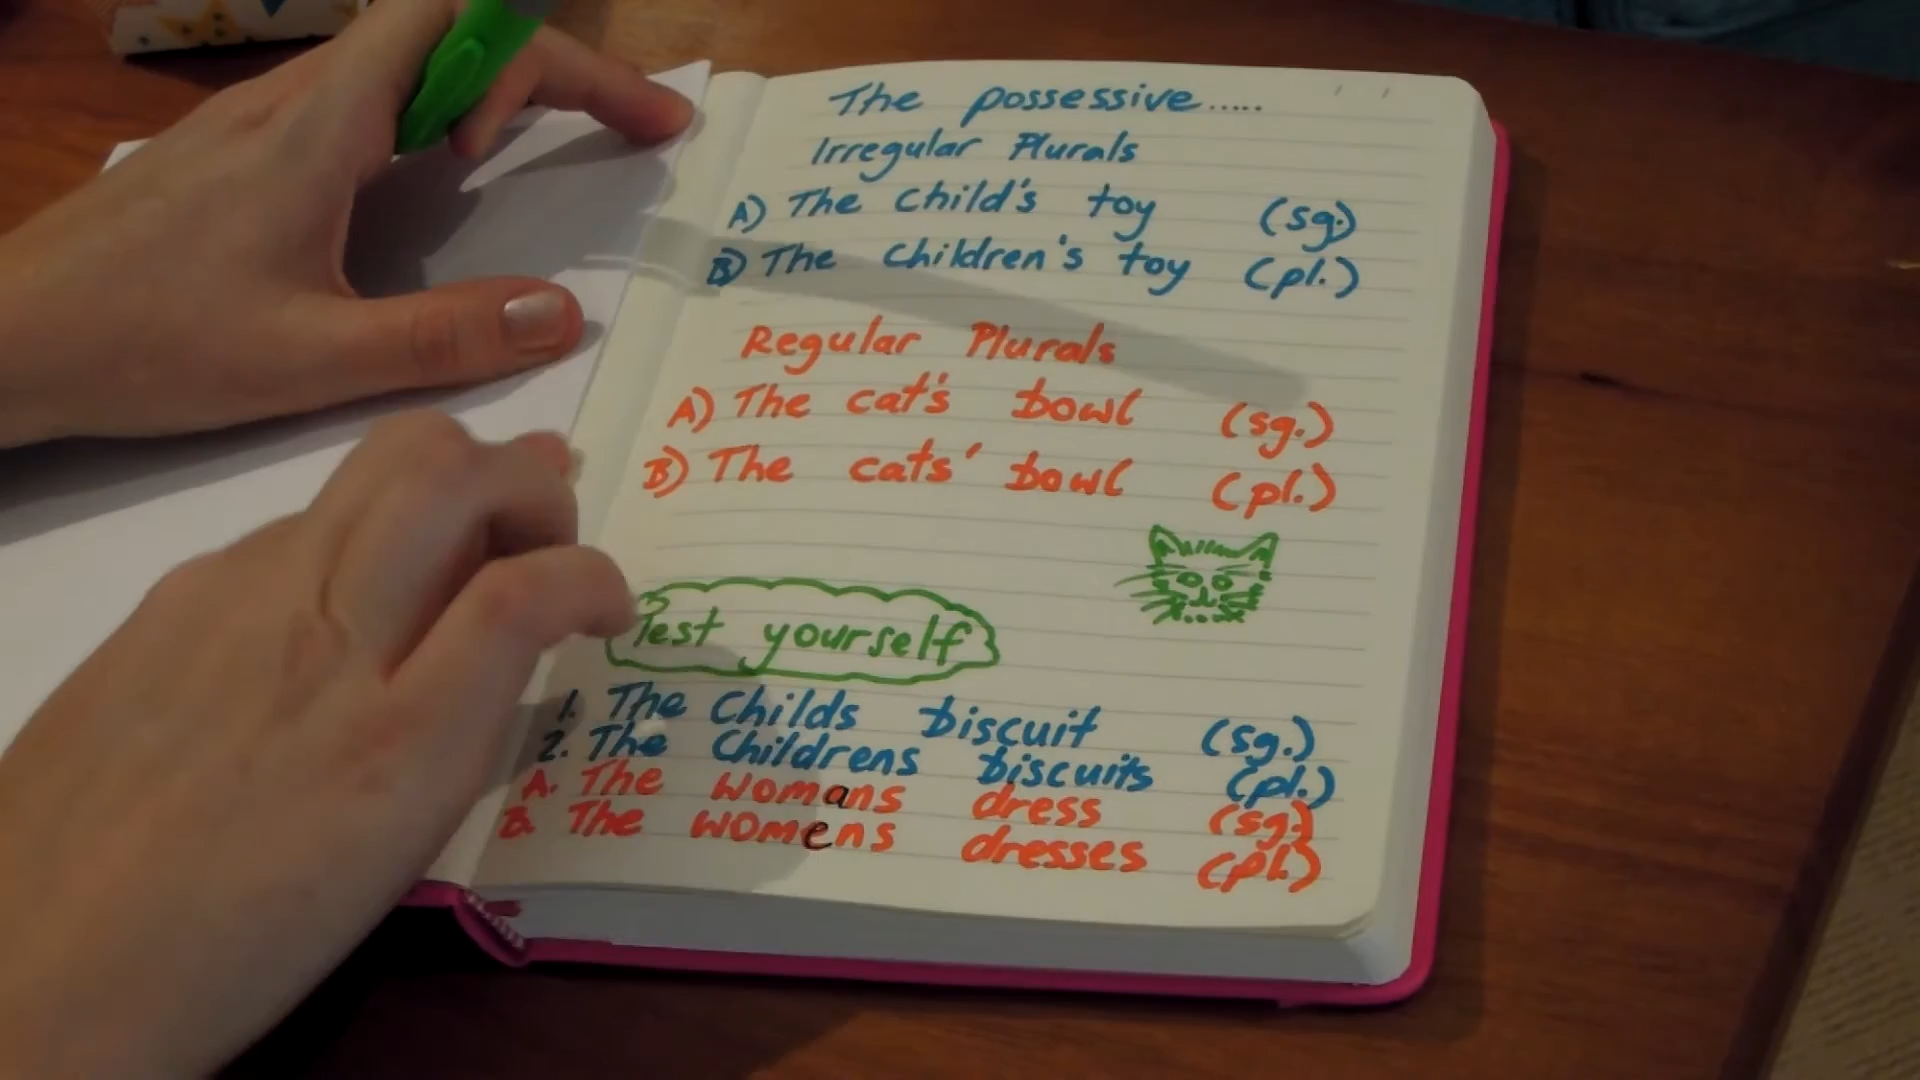 The possessive.....
Irregular Plurals
A) The child's toy (sg.)
B) The children's toy (pl.)
Regular Plurals
A) The cat's bowl (sg.)
B) The cats' bowl (pl.)
Test yourself
1. The Childs biscuit (sg.)
2. The Childrens biscuits (pl.)
A. The womans dress (sg.)
B. The womens dresses (pl.)